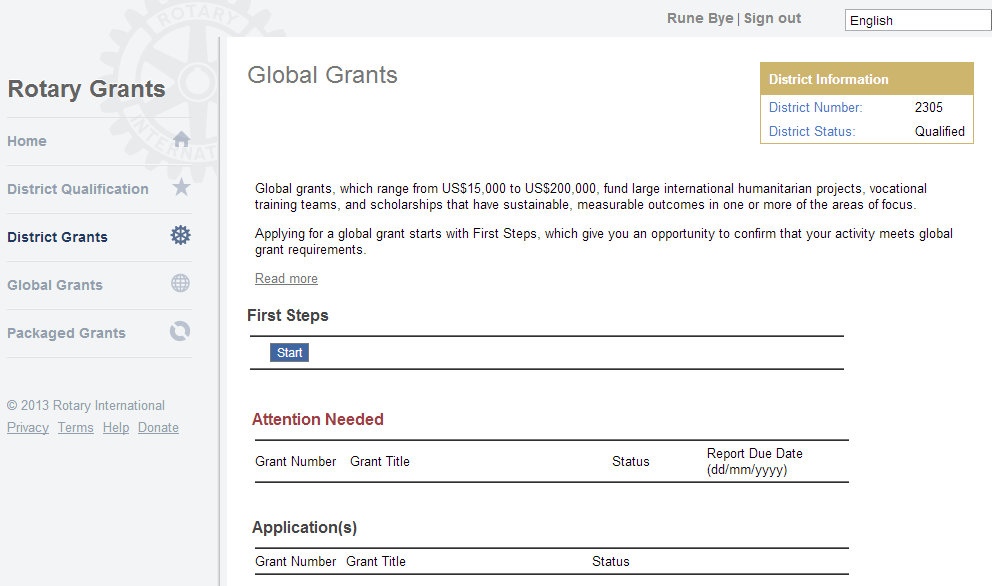 Rune Bye | Sign out
English
ROTARY
INTERNAT
Rotary Grants
Home
District Qualification
District Grants
Global Grants
Packaged Grants
© 2013 Rotary International
Privacy Terms Help Donate
Global Grants
District Information
District Number: 2305
District Status: Qualified
Global grants, which range from US$15,000 to US$200,000, fund large international humanitarian projects, vocational
training teams, and scholarships that have sustainable, measurable outcomes in one or more of the areas of focus.
Applying for a global grant starts with First Steps, which give you an opportunity to confirm that your activity meets global
grant requirements.
Read more
First Steps
Start
Attention Needed
Grant Number Grant Title Status Report Due Date
(dd/mm/yyyy)
Application(s)
Grant Number Grant Title Status